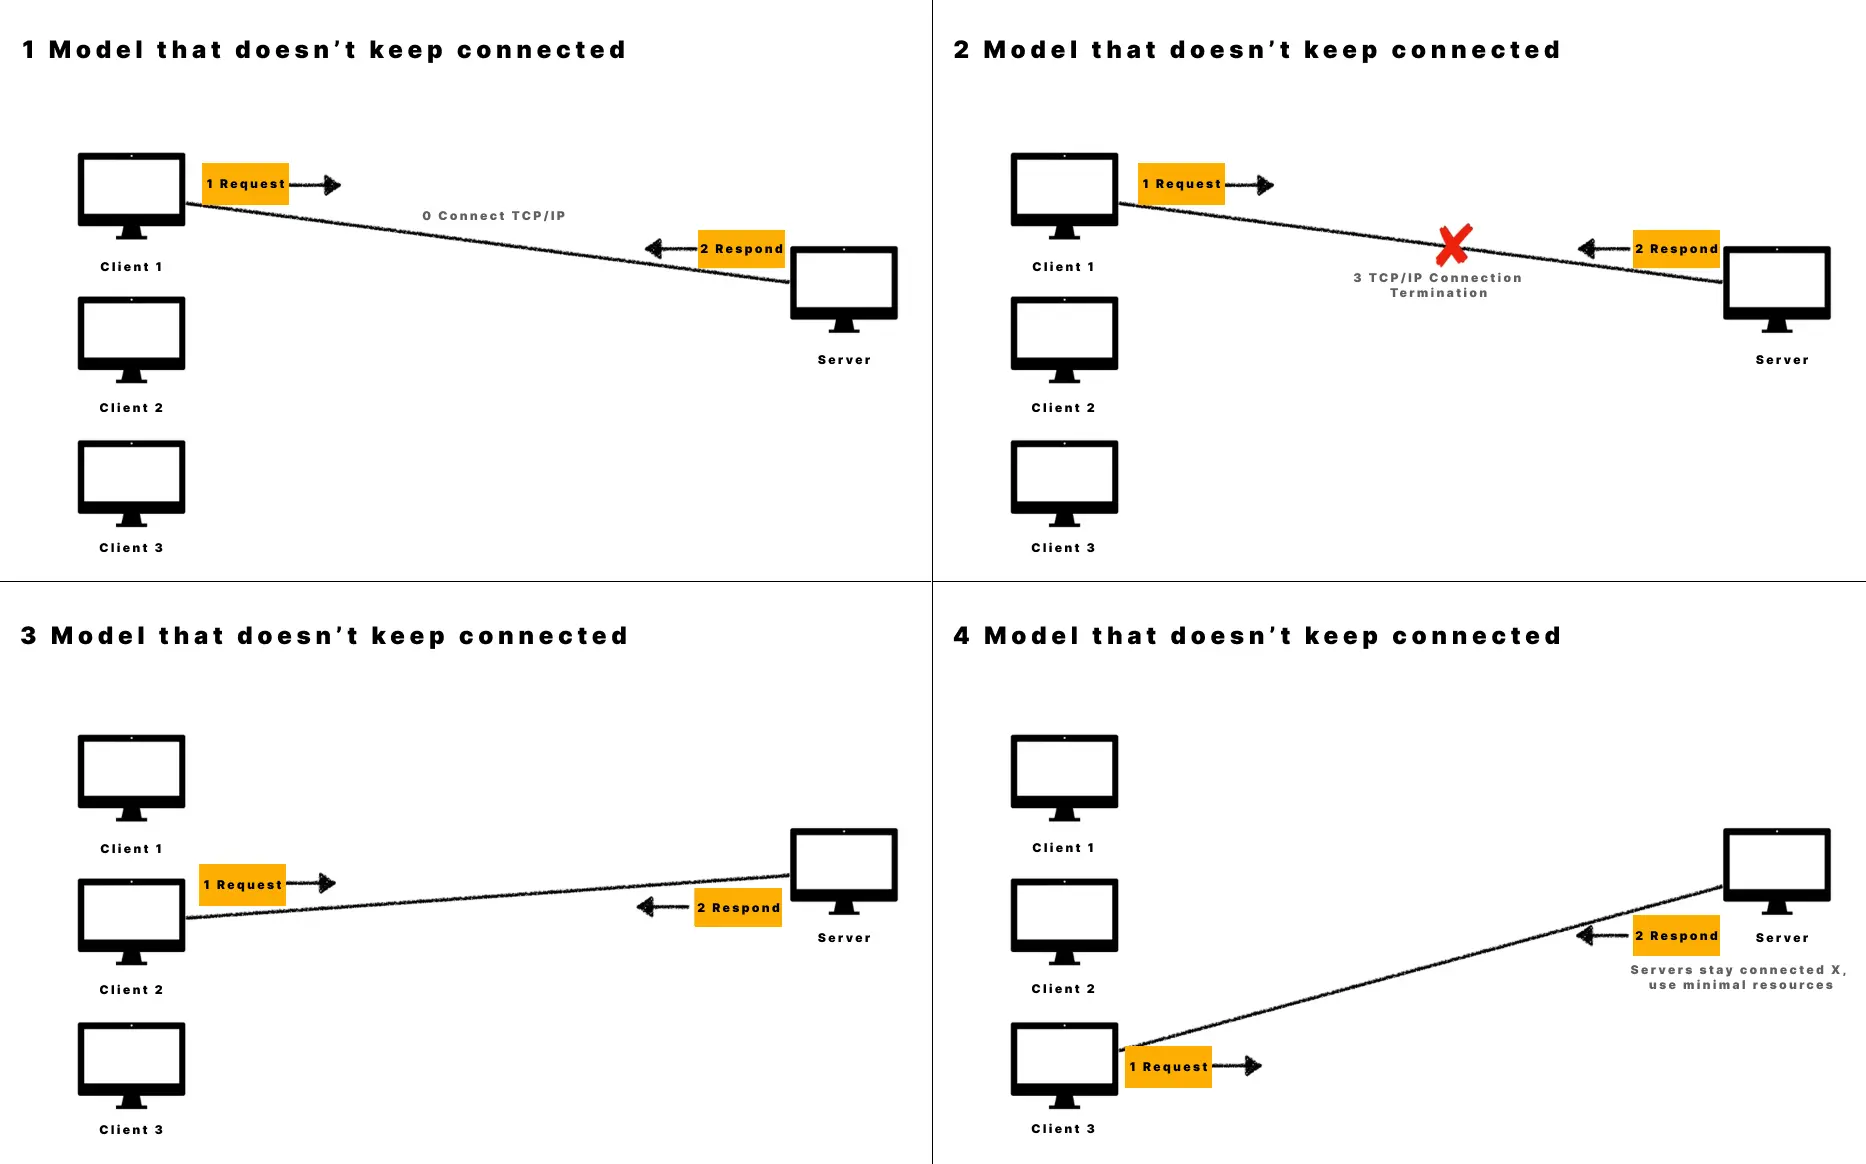 1 Model that doesn’t keep connected
1 Request
0 Connect TCP/IP
2 Respond
Client 1
Server
Client 2
Client 3
2 Model that doesn’t keep connected
1 Request
2 Respond
Client 1
3 TCP/IP Connection
Termination
Server
Client 2
Client 3
3 Model that doesn’t keep connected
Client 1
1 Request
2 Respond
Server
Client 2
Client 3
4 Model that doesn’t keep connected
Client 1
2 Respond
Server
Servers stay connected X,
use minimal resources
Client 2
1 Request
Client 3